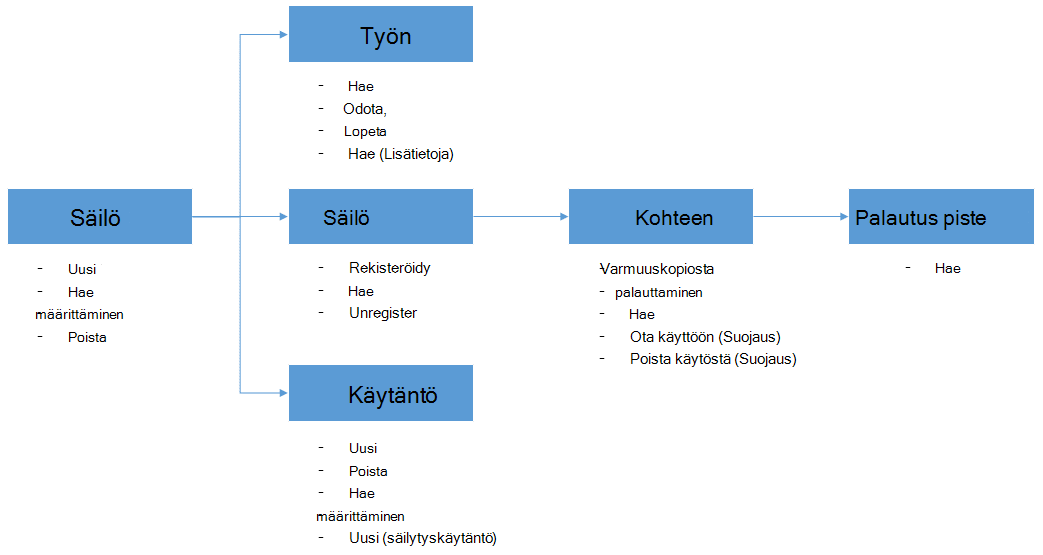 Työn
- Hae
- Odota,
- Lopeta
- Hae (Lisätietoja)
Säilö
- Uusi
- Hae
-määrittäminen
- Poista
Säilö
- Rekisteröidy
- Hae
- Unregister
Kohteen
-Varmuuskopiosta
- palauttaminen
- Hae
- Ota käyttöön (Suojaus)
- Poista käytöstä (Suojaus)
Palautus piste
- Hae
Käytäntö
- Uusi
- Poista
- Hae
-määrittäminen
- Uusi (säilytyskäytäntö)